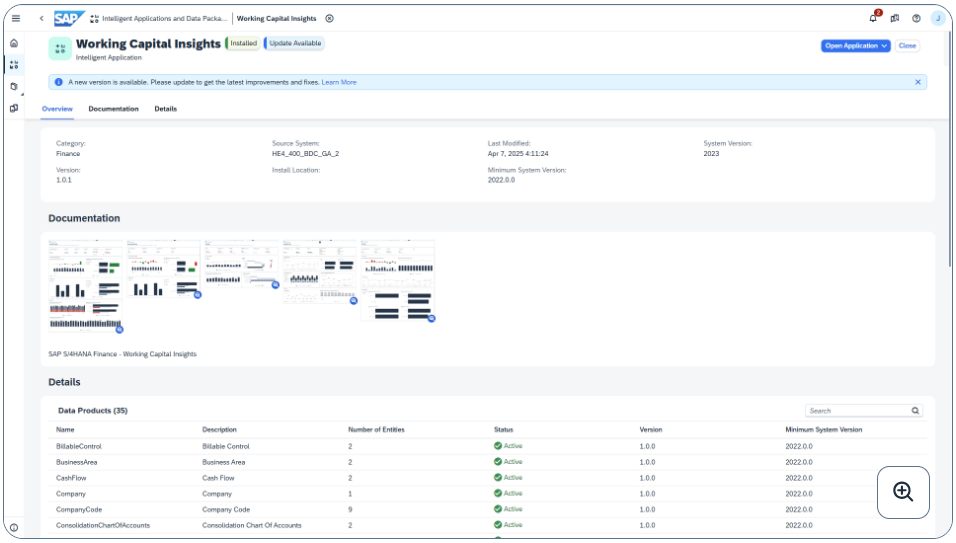 SAP Intelligent Applications and Data Packa... Working Capital Insights 2 J
Working Capital Insights Installed Update Available Open Application Close
Intelligent Application
A new version is available. Please update to get the latest improvements and fixes. Learn More
Overview Documentation Details
Category: Source System: Last Modified: System Version:
Finance HE4_400_BDC_GA_2 Apr 7, 2025 4:11:24 2023
Version: Install Location: Minimum System Version:
1.0.1 2022.0.0
Documentation
SAP S/4HANA Finance - Working Capital Insights
Details
Data Products (35) Search
Name Description Number of Entities Status Version Minimum System Version
BillableControl Billable Control 2 Active 1.0.0 2022.0.0
BusinessArea Business Area 2 Active 1.0.0 2022.0.0
CashFlow Cash Flow 2 Active 1.0.0 2022.0.0
Company Company 1 Active 1.0.0 2022.0.0
CompanyCode Company Code 9 Active 1.0.0 2022.0.0
ConsolidationChartOfAccounts Consolidation Chart Of Accounts 2 Active 1.0.0 2022.0.0